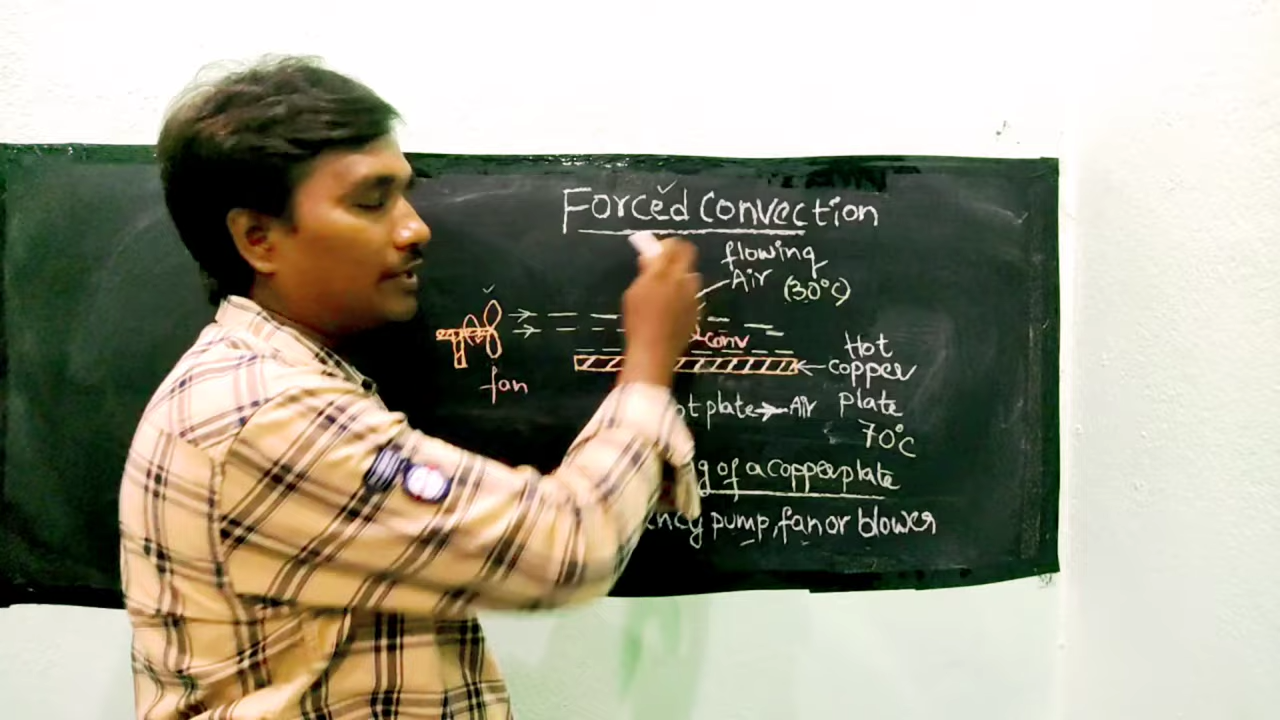 Forced Convection
flowing
Air (30°C)
conv
fan
Hot
copper
plate
70°C
plate → Air
of a copper plate
pump, fan or blower